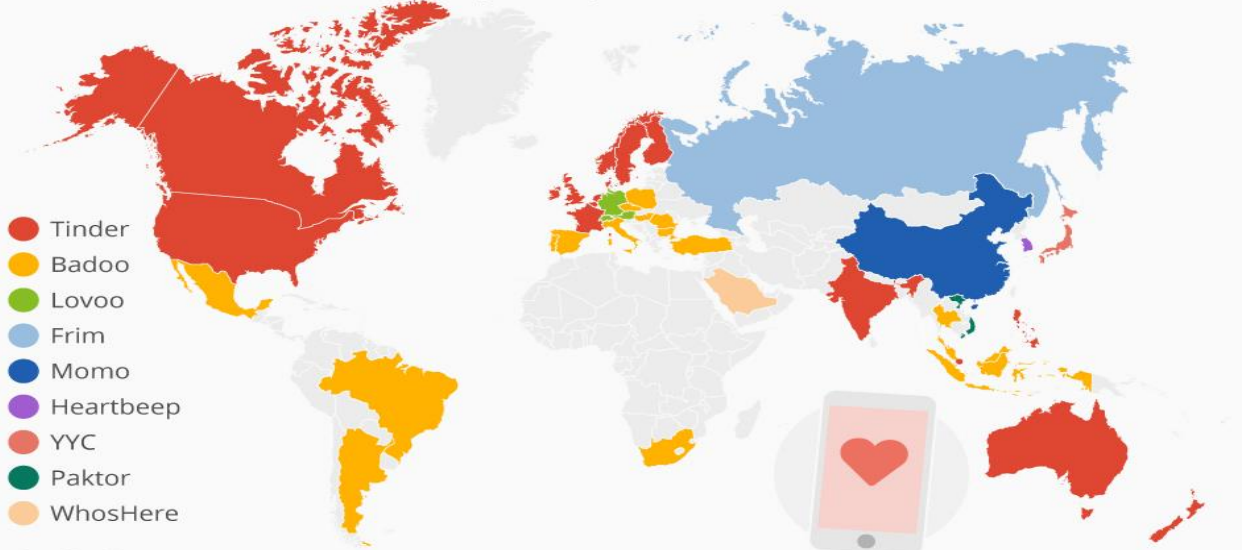 Tinder
Badoo
Lovoo
Frim
Momo
Heartbeep
YYC
Paktor
WhosHere